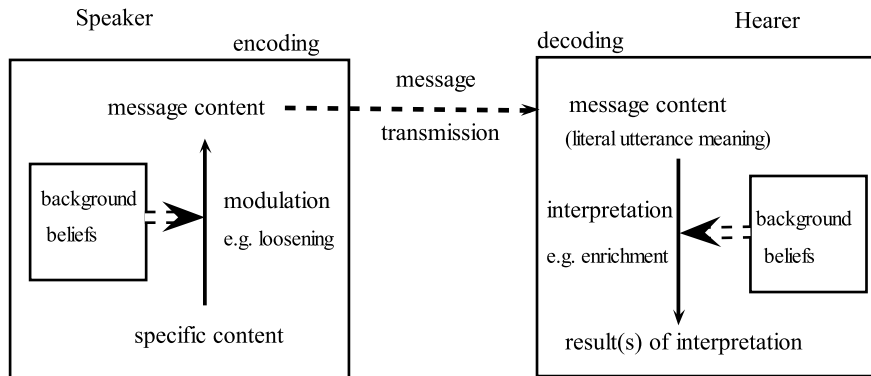 Speaker
Hearer
encoding
decoding
message content
message
transmission
message content
(literal utterance meaning)
background
beliefs
modulation
e.g. loosening
interpretation
e.g. enrichment
background
beliefs
specific content
result(s) of interpretation